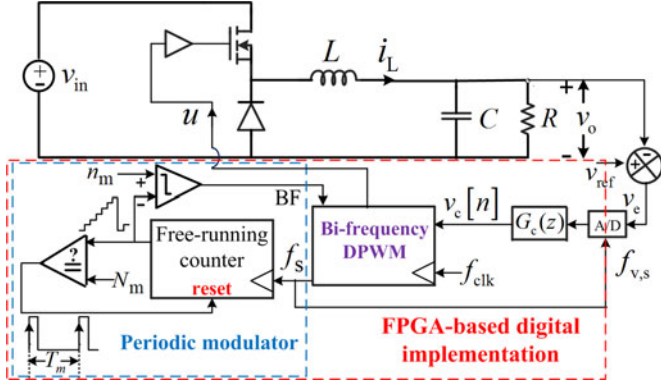 L
i_L
v_in
u
C
R
+
v_o
-
n_m
+
-
BF
v_ref
v_e
v_c[n]
Bi-frequency
DPWM
G_c(z)
A/D
Free-running
counter
reset
?
=
N_m
f_s
f_clk
f_v,s
T_m
Periodic modulator
FPGA-based digital
implementation